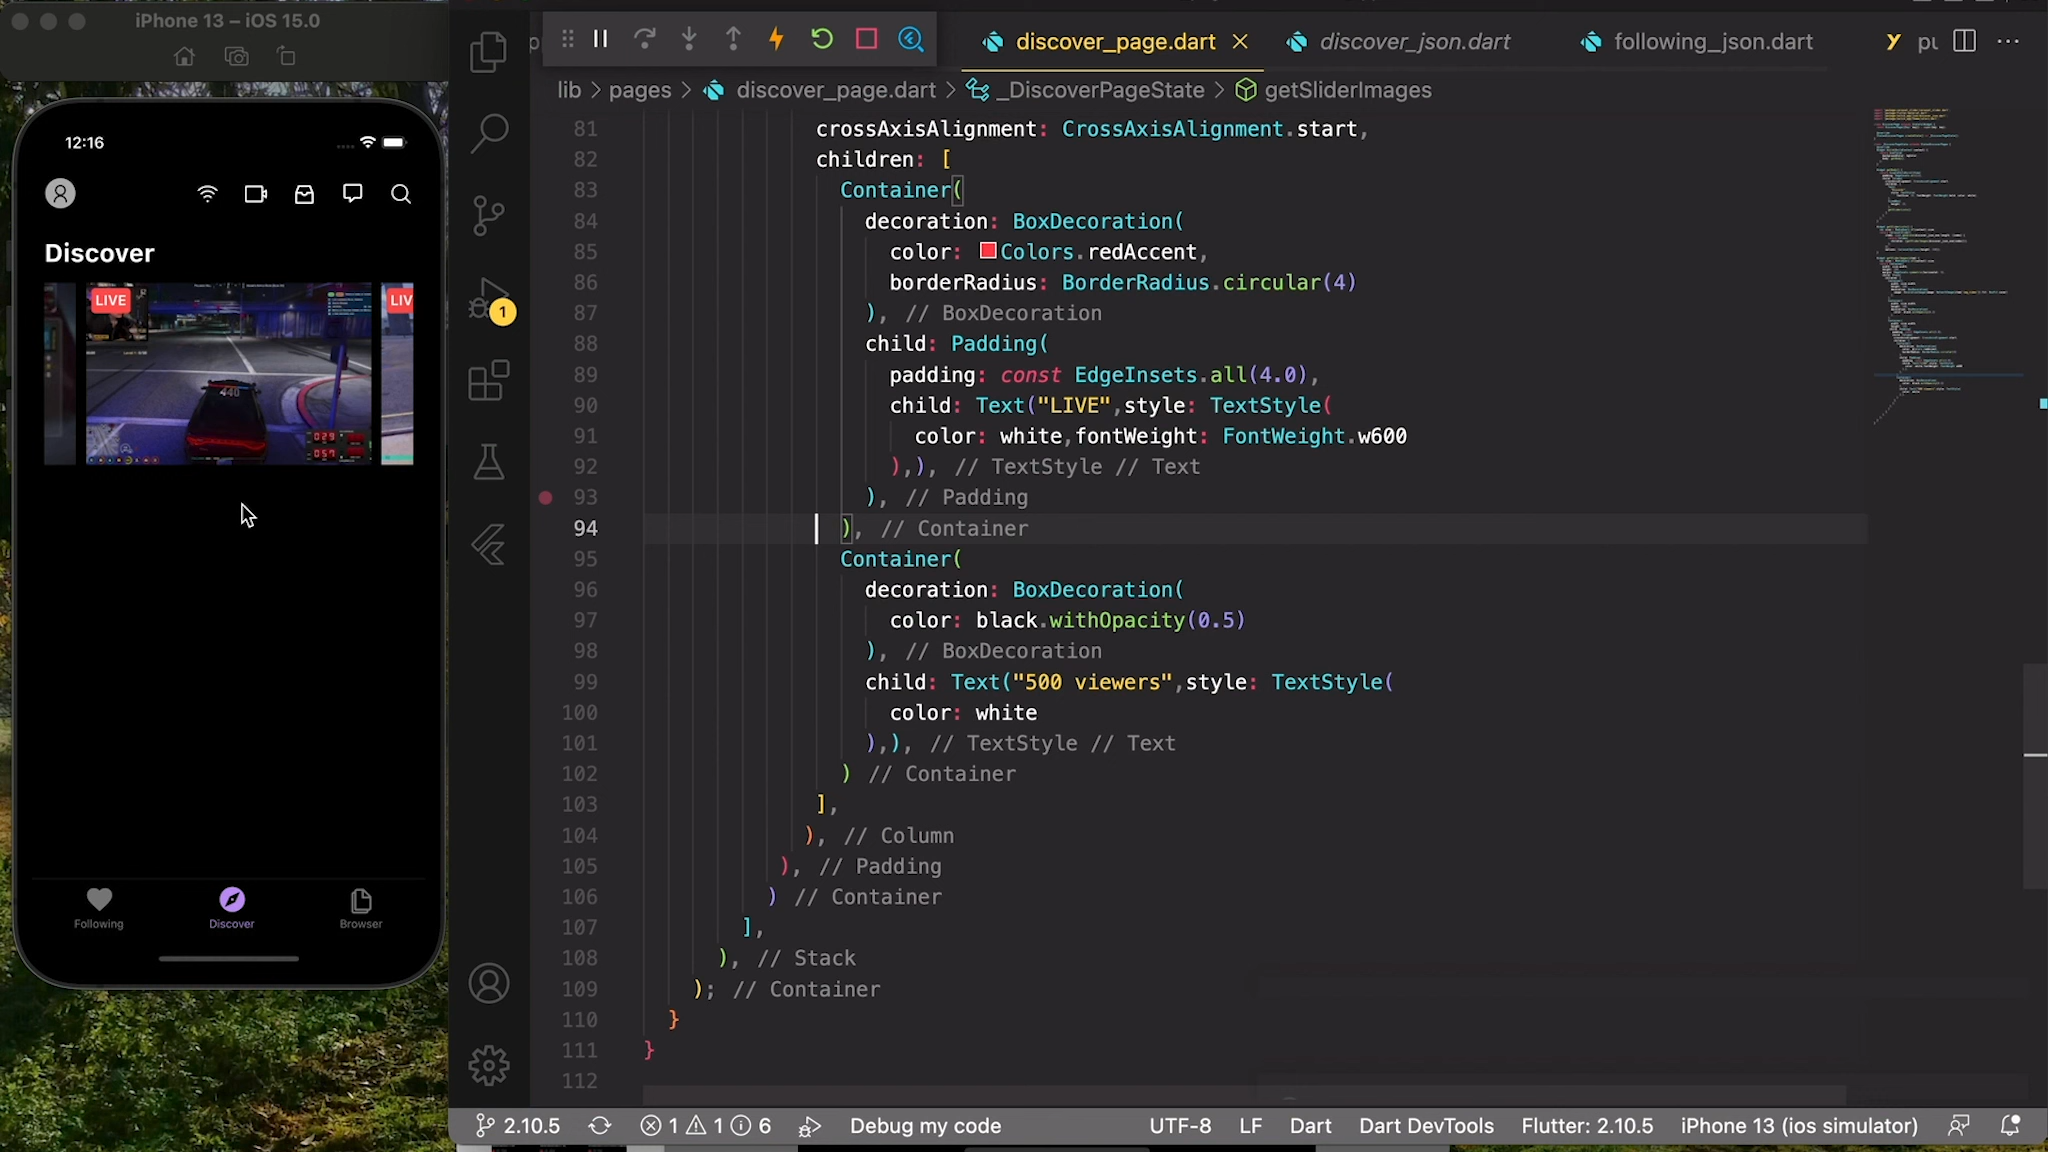 iPhone 13 – iOS 15.0
12:16
Discover
LIVE
LIV
440
Following
Discover
Browser
discover_page.dart
discover_json.dart
following_json.dart
pu
lib > pages > discover_page.dart > _DiscoverPageState > getSliderImages
81 crossAxisAlignment: CrossAxisAlignment.start,
82 children: [
83 Container(
84 decoration: BoxDecoration(
85 color: Colors.redAccent,
86 borderRadius: BorderRadius.circular(4)
87 ), // BoxDecoration
88 child: Padding(
89 padding: const EdgeInsets.all(4.0),
90 child: Text("LIVE",style: TextStyle(
91 color: white,fontWeight: FontWeight.w600
92 ),), // TextStyle // Text
93 ), // Padding
94 ), // Container
95 Container(
96 decoration: BoxDecoration(
97 color: black.withOpacity(0.5)
98 ), // BoxDecoration
99 child: Text("500 viewers",style: TextStyle(
100 color: white
101 ),), // TextStyle // Text
102 ) // Container
103 ],
104 ), // Column
105 ), // Padding
106 ) // Container
107 ],
108 ), // Stack
109 ); // Container
110 }
111 }
112
1
2.10.5 1 1 6 Debug my code UTF-8 LF Dart Dart DevTools Flutter: 2.10.5 iPhone 13 (ios simulator)